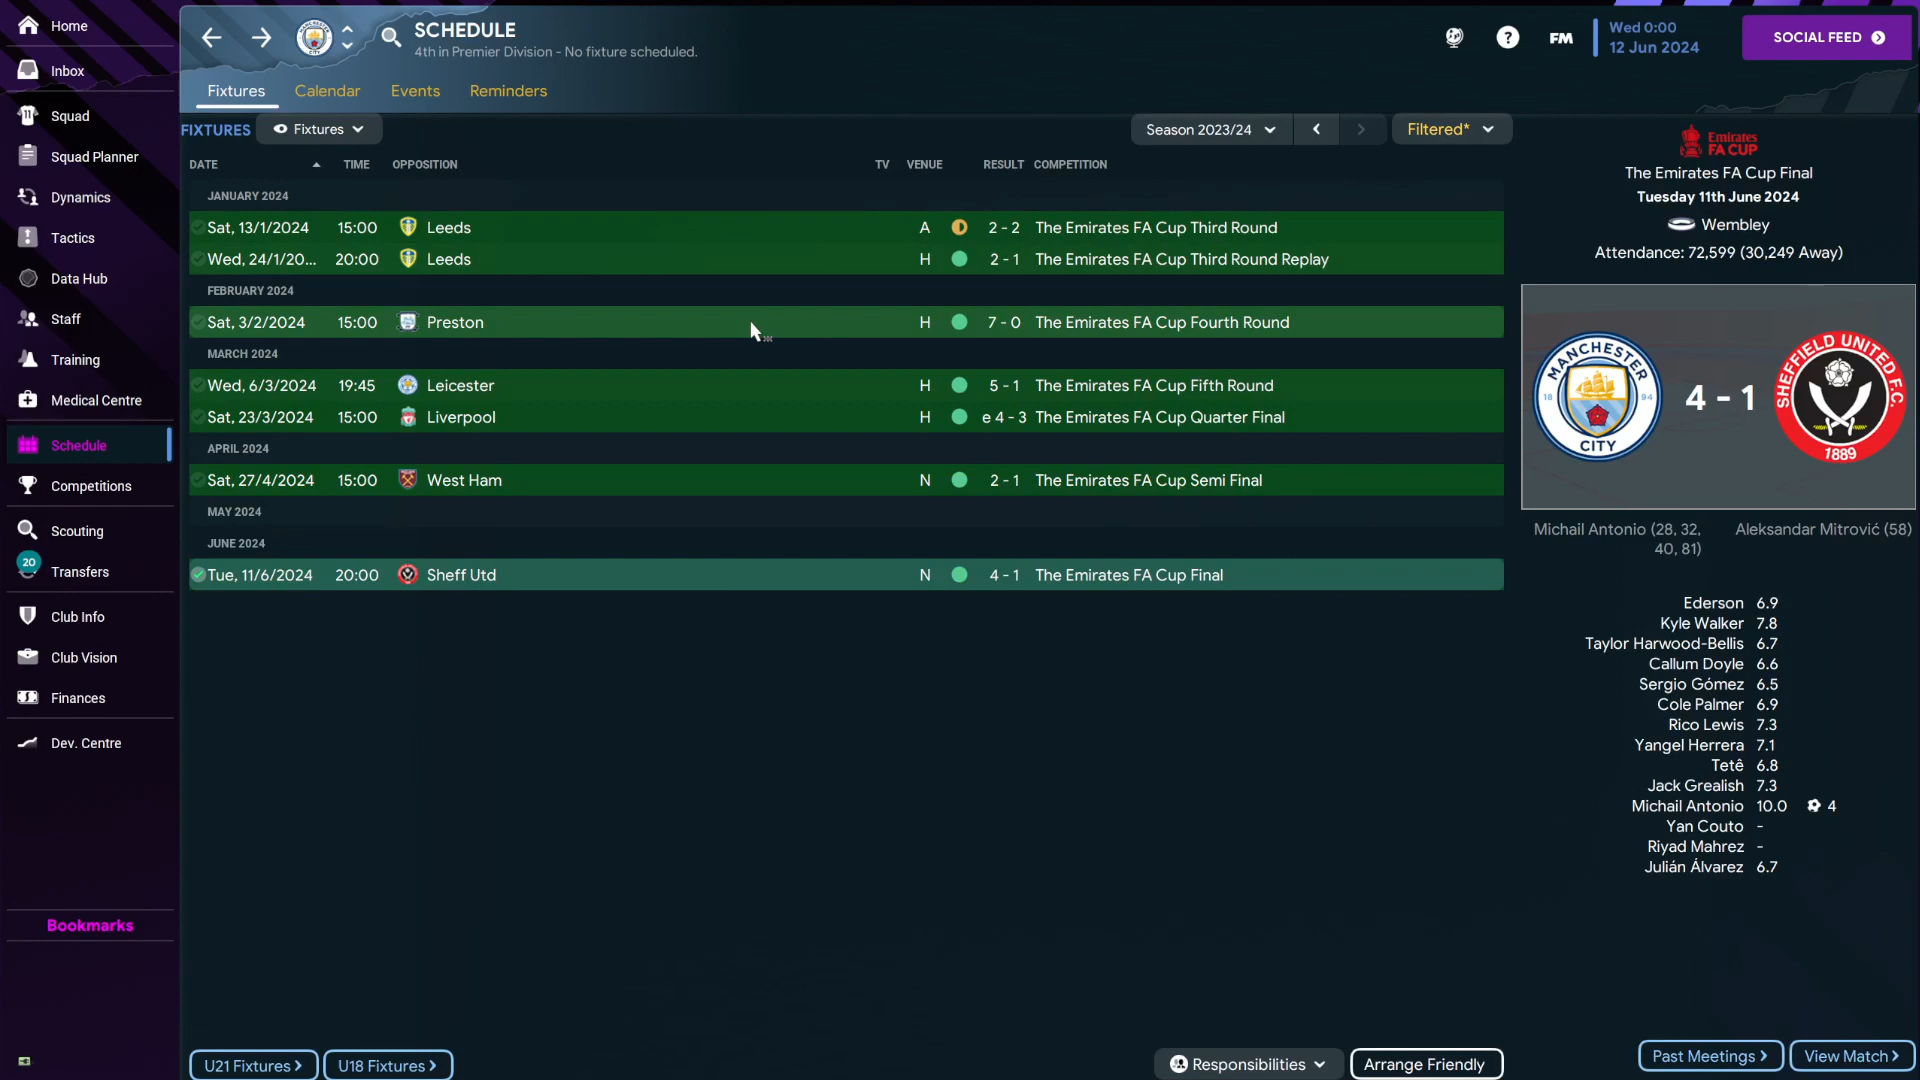 Home
Inbox
Squad
Squad Planner
Dynamics
Tactics
Data Hub
Staff
Training
Medical Centre
Schedule
Competitions
Scouting
20
Transfers
Club Info
Club Vision
Finances
Dev. Centre
Bookmarks
MANCHESTER CITY
SCHEDULE
4th in Premier Division - No fixture scheduled.
? FM
Wed 0:00
12 Jun 2024
SOCIAL FEED
Fixtures Calendar Events Reminders
FIXTURES Fixtures Season 2023/24 Filtered*
DATE TIME OPPOSITION TV VENUE RESULT COMPETITION
JANUARY 2024
Sat, 13/1/2024 15:00 Leeds A 2 - 2 The Emirates FA Cup Third Round
Wed, 24/1/20... 20:00 Leeds H 2 - 1 The Emirates FA Cup Third Round Replay
FEBRUARY 2024
Sat, 3/2/2024 15:00 Preston H 7 - 0 The Emirates FA Cup Fourth Round
MARCH 2024
Wed, 6/3/2024 19:45 Leicester H 5 - 1 The Emirates FA Cup Fifth Round
Sat, 23/3/2024 15:00 Liverpool H e 4 - 3 The Emirates FA Cup Quarter Final
APRIL 2024
Sat, 27/4/2024 15:00 West Ham N 2 - 1 The Emirates FA Cup Semi Final
MAY 2024
JUNE 2024
Tue, 11/6/2024 20:00 Sheff Utd N 4 - 1 The Emirates FA Cup Final
U21 Fixtures U18 Fixtures Responsibilities Arrange Friendly
Emirates
FA CUP
The Emirates FA Cup Final
Tuesday 11th June 2024
Wembley
Attendance: 72,599 (30,249 Away)
MANCHESTER
18 94
CITY
4 - 1
SHEFFIELD UNITED F.C.
1889
Michail Antonio (28, 32,
40, 81)
Aleksandar Mitrović (58)
Ederson 6.9
Kyle Walker 7.8
Taylor Harwood-Bellis 6.7
Callum Doyle 6.6
Sergio Gómez 6.5
Cole Palmer 6.9
Rico Lewis 7.3
Yangel Herrera 7.1
Tetê 6.8
Jack Grealish 7.3
Michail Antonio 10.0 4
Yan Couto -
Riyad Mahrez -
Julián Álvarez 6.7
Past Meetings View Match